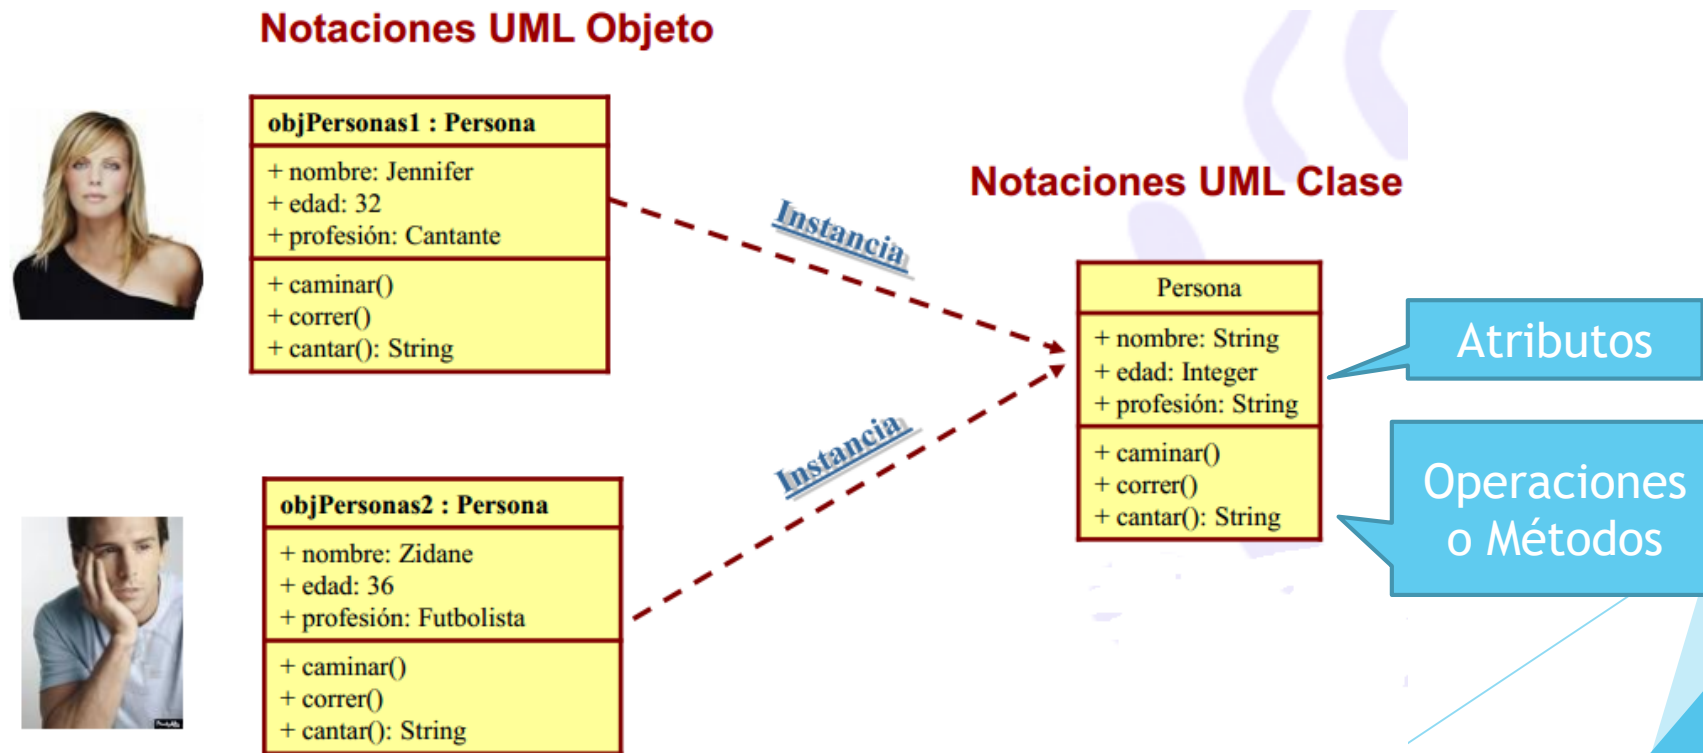 Notaciones UML Objeto
objPersonas1 : Persona
+ nombre: Jennifer
+ edad: 32
+ profesión: Cantante
+ caminar()
+ correr()
+ cantar(): String
Instancia
Notaciones UML Clase
Persona
+ nombre: String
+ edad: Integer
+ profesión: String
+ caminar()
+ correr()
+ cantar(): String
Atributos
Operaciones
o Métodos
Instancia
objPersonas2 : Persona
+ nombre: Zidane
+ edad: 36
+ profesión: Futbolista
+ caminar()
+ correr()
+ cantar(): String